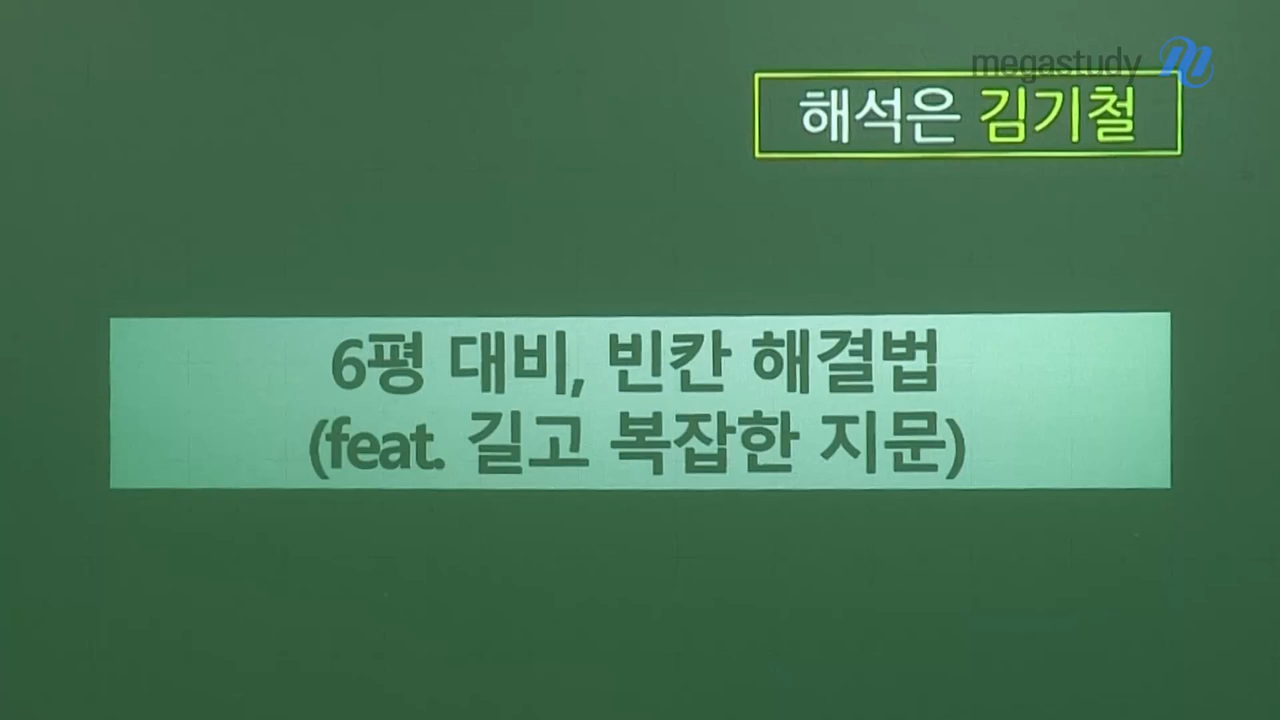 megastudy
해석은 김기철
6평 대비, 빈칸 해결법
(feat. 길고 복잡한 지문)